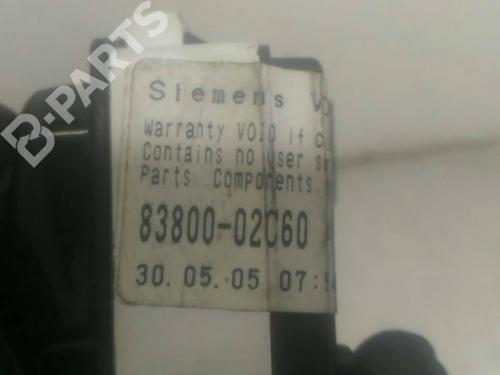 B-PARTS
Siemens
Warranty VOID if
Contains no user
Parts Components
83800-02C60
30.05.05 07: